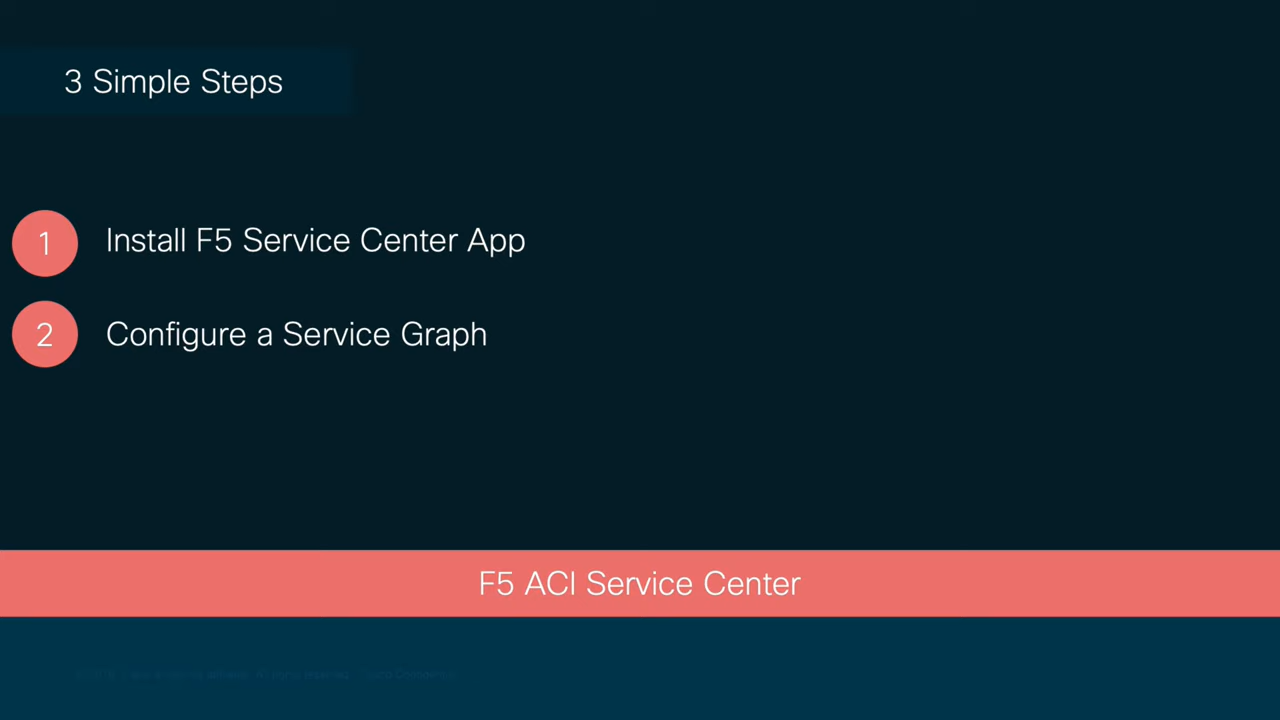 3 Simple Steps
1 Install F5 Service Center App
2 Configure a Service Graph
F5 ACI Service Center